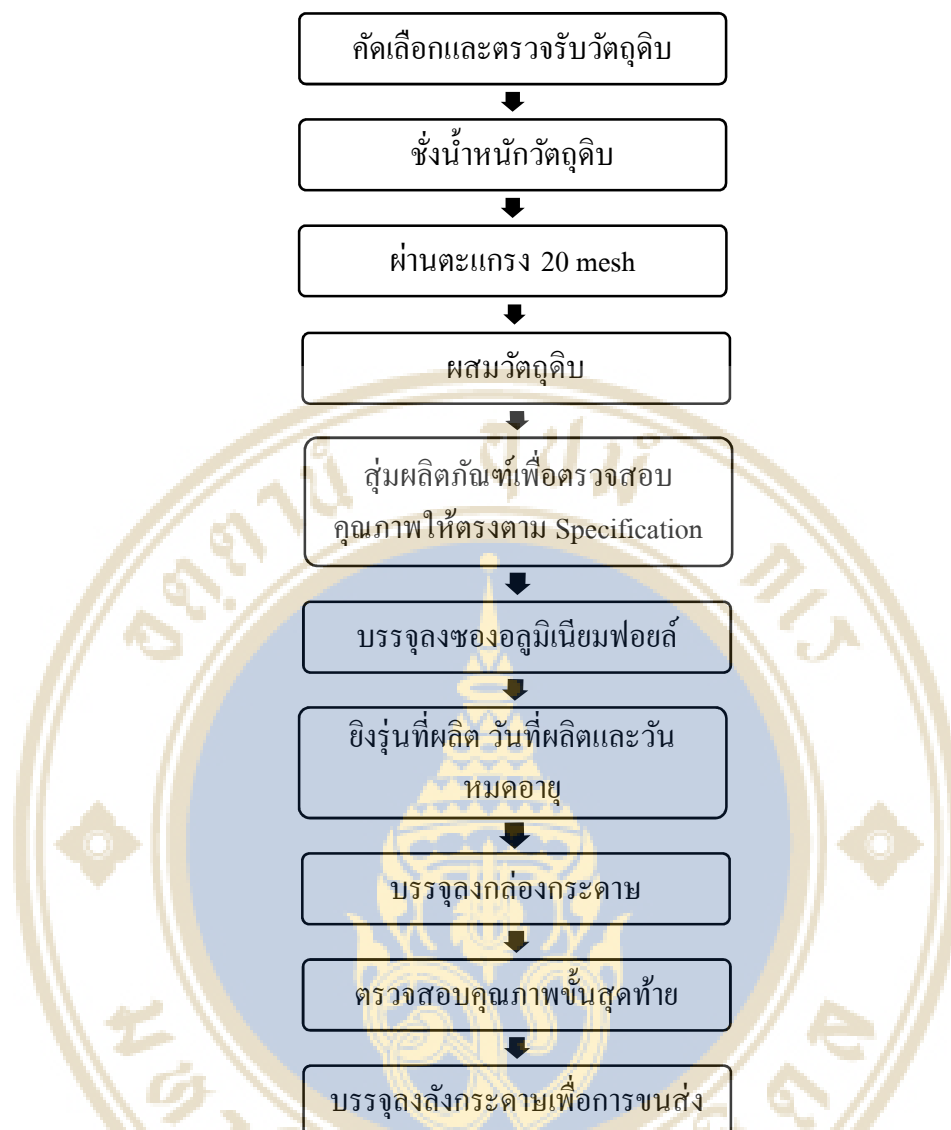 คัดเลือกและตรวจรับวัตถุดิบ
ชั่งน้ำหนักวัตถุดิบ
ผ่านตะแกรง 20 mesh
ผสมวัตถุดิบ
สุ่มผลิตภัณฑ์เพื่อตรวจสอบ
คุณภาพให้ตรงตาม Specification
บรรจุลงซองอลูมิเนียมฟอยล์
ยิงรุ่นที่ผลิต วันที่ผลิตและวัน
หมดอายุ
บรรจุลงกล่องกระดาษ
ตรวจสอบคุณภาพขั้นสุดท้าย
บรรจุลงลังกระดาษเพื่อการขนส่ง